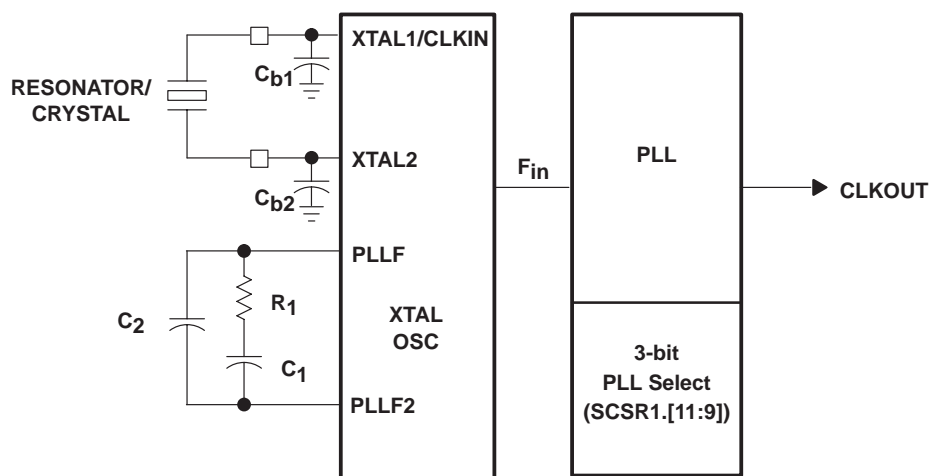 XTAL1/CLKIN
Cb1
RESONATOR/
CRYSTAL
XTAL2
Cb2
PLL
Fin
CLKOUT
PLLF
R1
C2
XTAL
OSC
C1
PLLF2
3-bit
PLL Select
(SCSR1.[11:9])